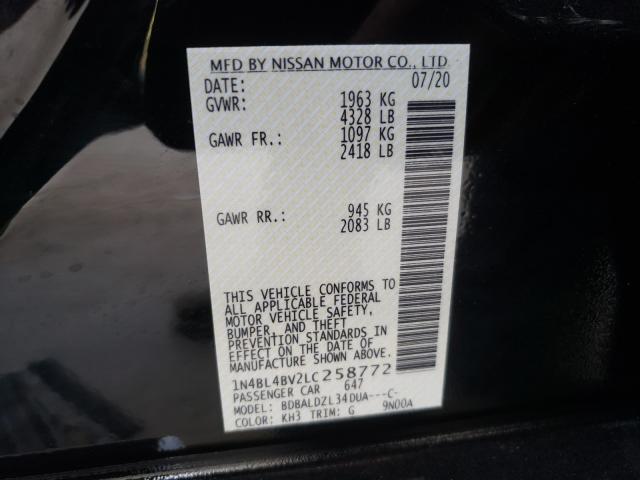 MFD BY NISSAN MOTOR CO., LTD
DATE: 07/20
GVWR: 1963 KG
4328 LB
GAWR FR.: 1097 KG
2418 LB
GAWR RR.: 945 KG
2083 LB
THIS VEHICLE CONFORMS TO
ALL APPLICABLE FEDERAL
MOTOR VEHICLE SAFETY,
BUMPER, AND THEFT
PREVENTION STANDARDS IN
EFFECT ON THE DATE OF
MANUFACTURE SHOWN ABOVE.
1N4BL4BV2LC258772
PASSENGER CAR 647
MODEL: BDBALDZL34DUA---C-
COLOR: KH3 TRIM: G 9N00A